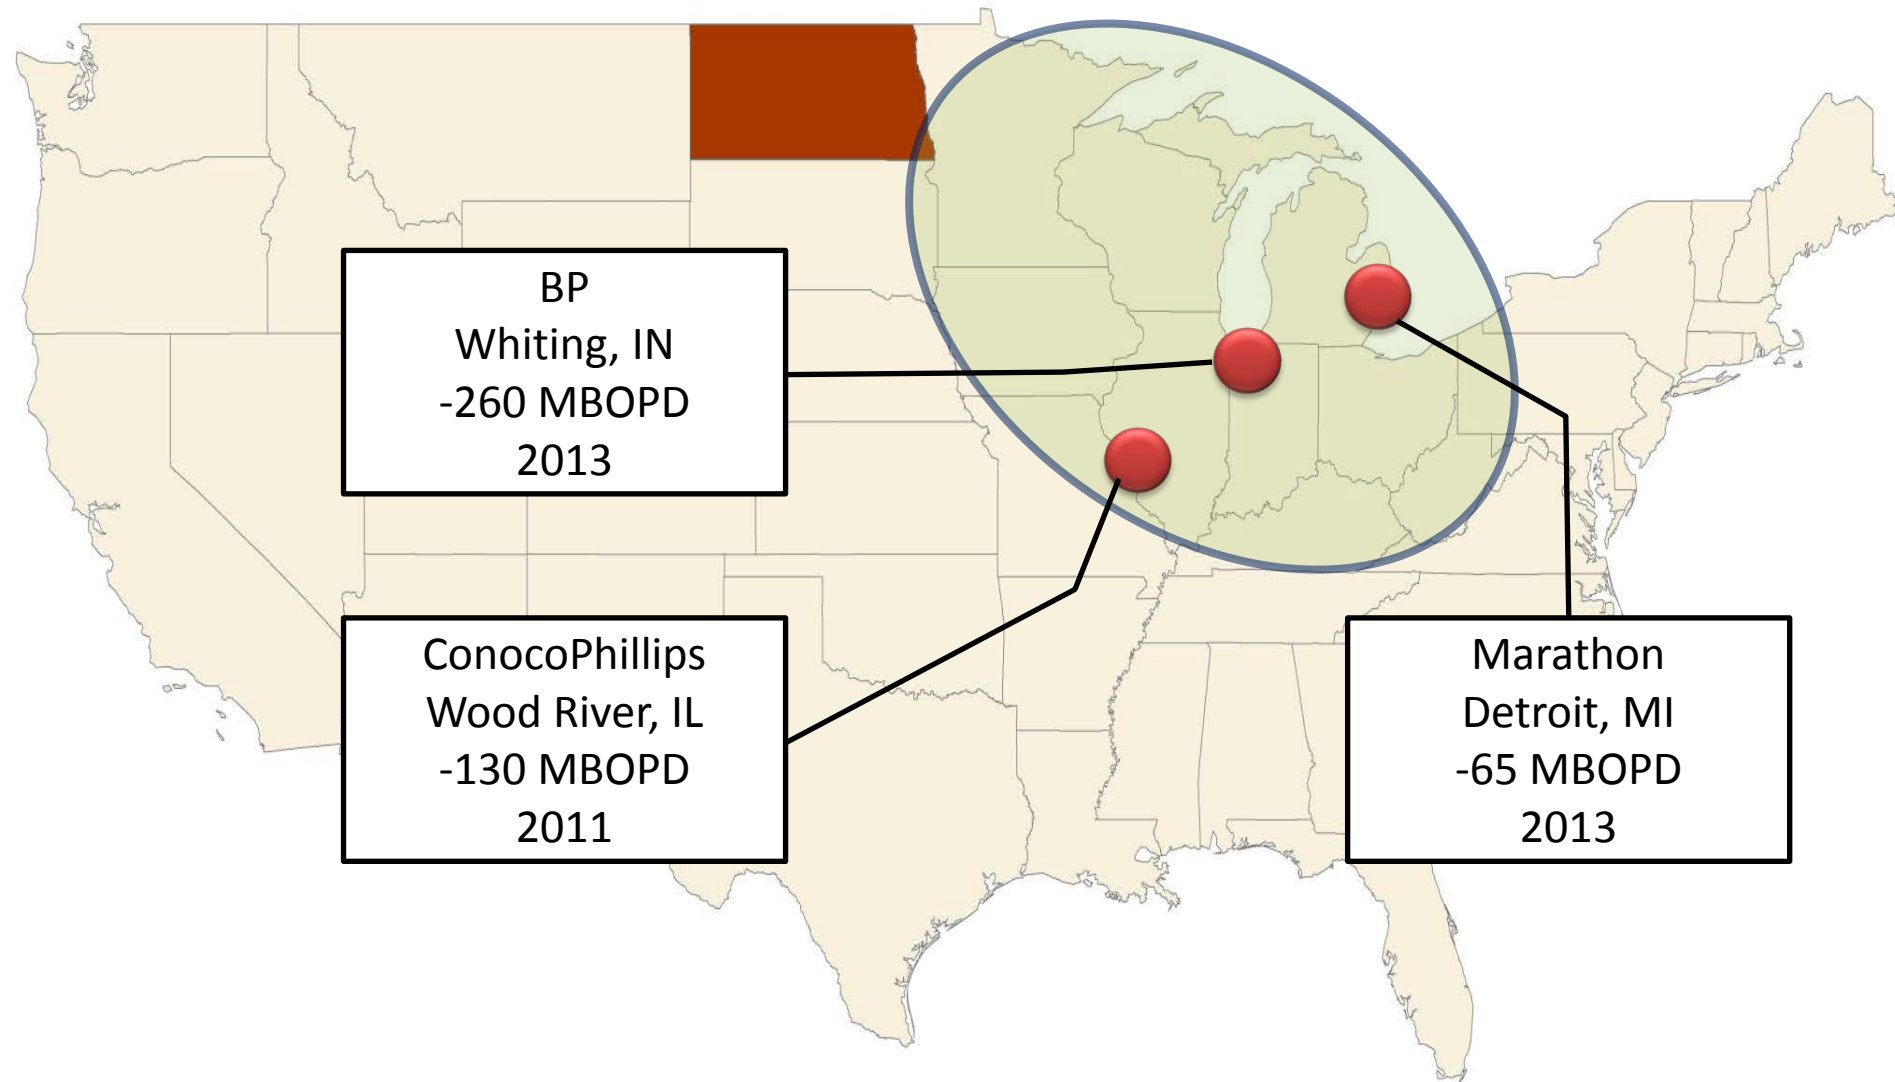 BP
Whiting, IN
-260 MBOPD
2013
ConocoPhillips
Wood River, IL
-130 MBOPD
2011
Marathon
Detroit, MI
-65 MBOPD
2013